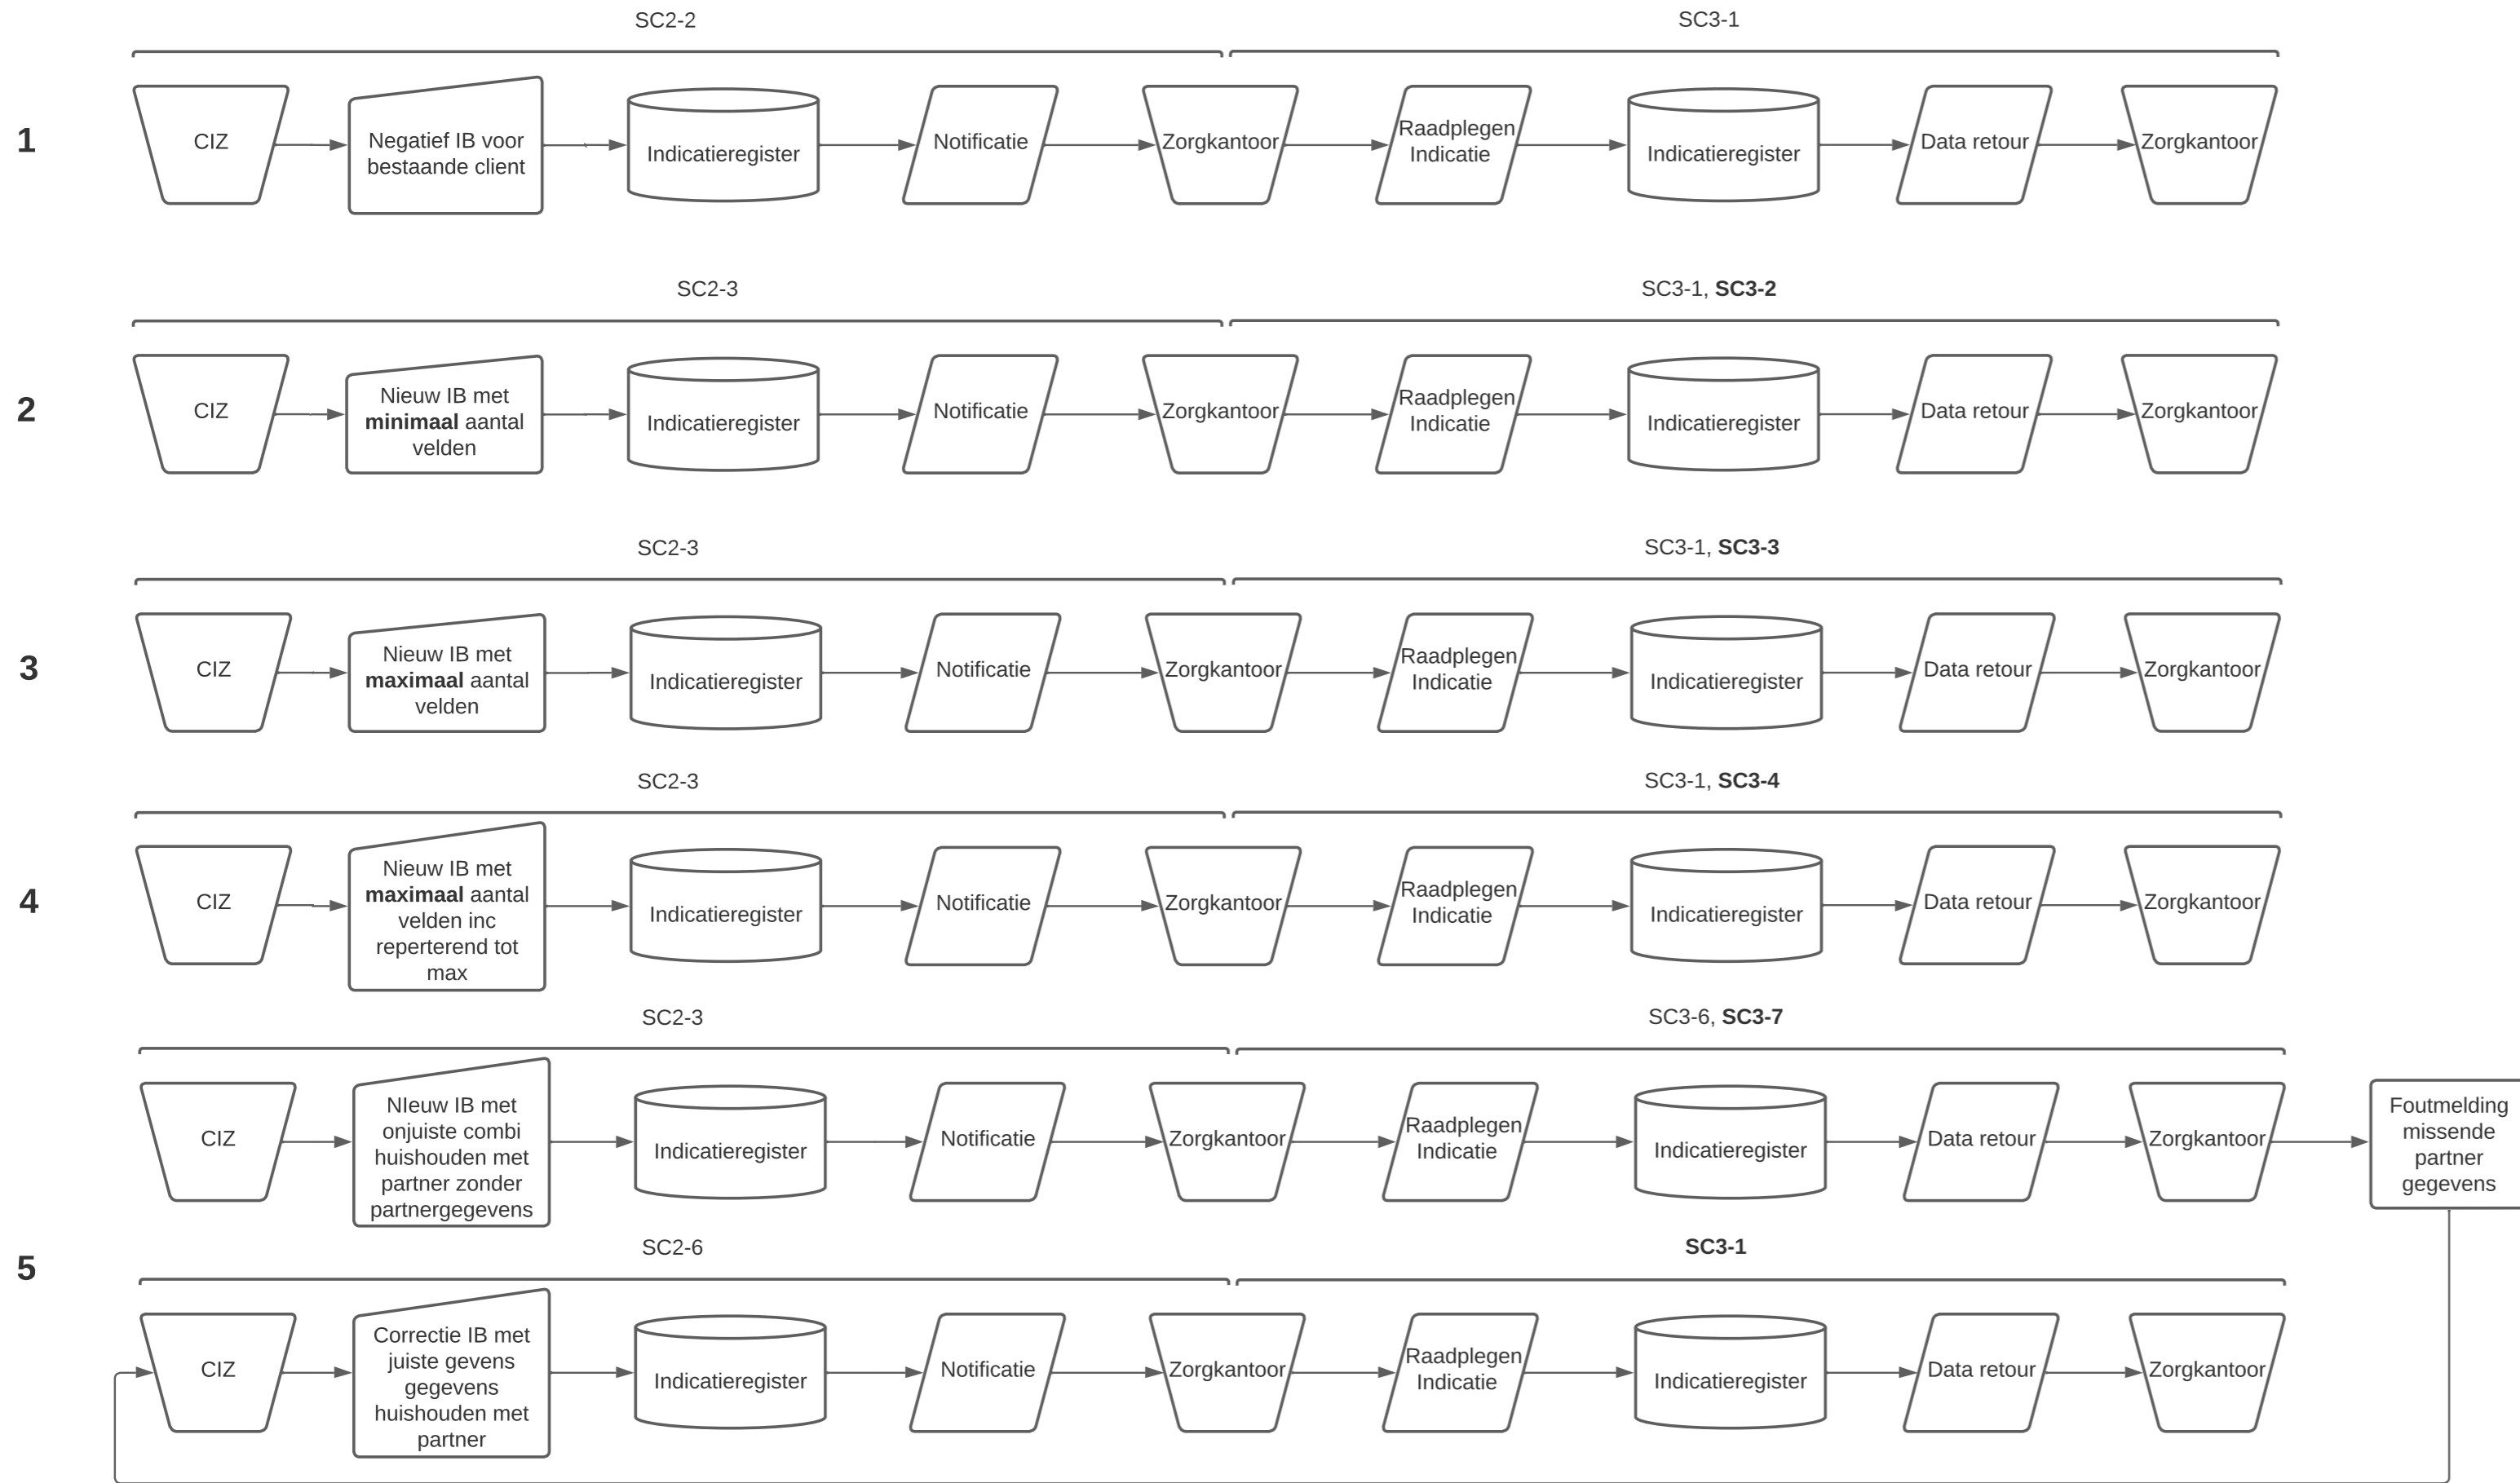 SC2-2
SC3-1
1
CIZ
Negatief IB voor
bestaande client
Indicatieregister
Notificatie
Zorgkantoor
Raadplegen
Indicatie
Indicatieregister
Data retour
Zorgkantoor
SC2-3
SC3-1, SC3-2
2
CIZ
Nieuw IB met
minimaal aantal
velden
Indicatieregister
Notificatie
Zorgkantoor
Raadplegen
Indicatie
Indicatieregister
Data retour
Zorgkantoor
SC2-3
SC3-1, SC3-3
3
CIZ
Nieuw IB met
maximaal aantal
velden
Indicatieregister
Notificatie
Zorgkantoor
Raadplegen
Indicatie
Indicatieregister
Data retour
Zorgkantoor
SC2-3
SC3-1, SC3-4
4
CIZ
Nieuw IB met
maximaal aantal
velden inc
reperterend tot
max
Indicatieregister
Notificatie
Zorgkantoor
Raadplegen
Indicatie
Indicatieregister
Data retour
Zorgkantoor
SC2-3
SC3-6, SC3-7
CIZ
NIeuw IB met
onjuiste combi
huishouden met
partner zonder
partnergegevens
Indicatieregister
Notificatie
Zorgkantoor
Raadplegen
Indicatie
Indicatieregister
Data retour
Zorgkantoor
Foutmelding
missende
partner
gegevens
5
SC2-6
SC3-1
CIZ
Correctie IB met
juiste gevens
gegevens
huishouden met
partner
Indicatieregister
Notificatie
Zorgkantoor
Raadplegen
Indicatie
Indicatieregister
Data retour
Zorgkantoor